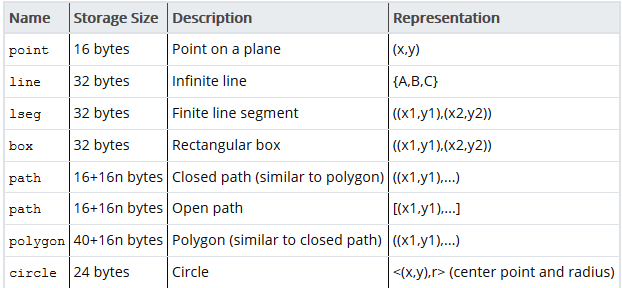 Name Storage Size Description Representation
point 16 bytes Point on a plane (x,y)
line 32 bytes Infinite line {A,B,C}
lseg 32 bytes Finite line segment ((x1,y1),(x2,y2))
box 32 bytes Rectangular box ((x1,y1),(x2,y2))
path 16+16n bytes Closed path (similar to polygon) ((x1,y1),...)
path 16+16n bytes Open path [(x1,y1),...]
polygon 40+16n bytes Polygon (similar to closed path) ((x1,y1),...)
circle 24 bytes Circle <(x,y),r> (center point and radius)